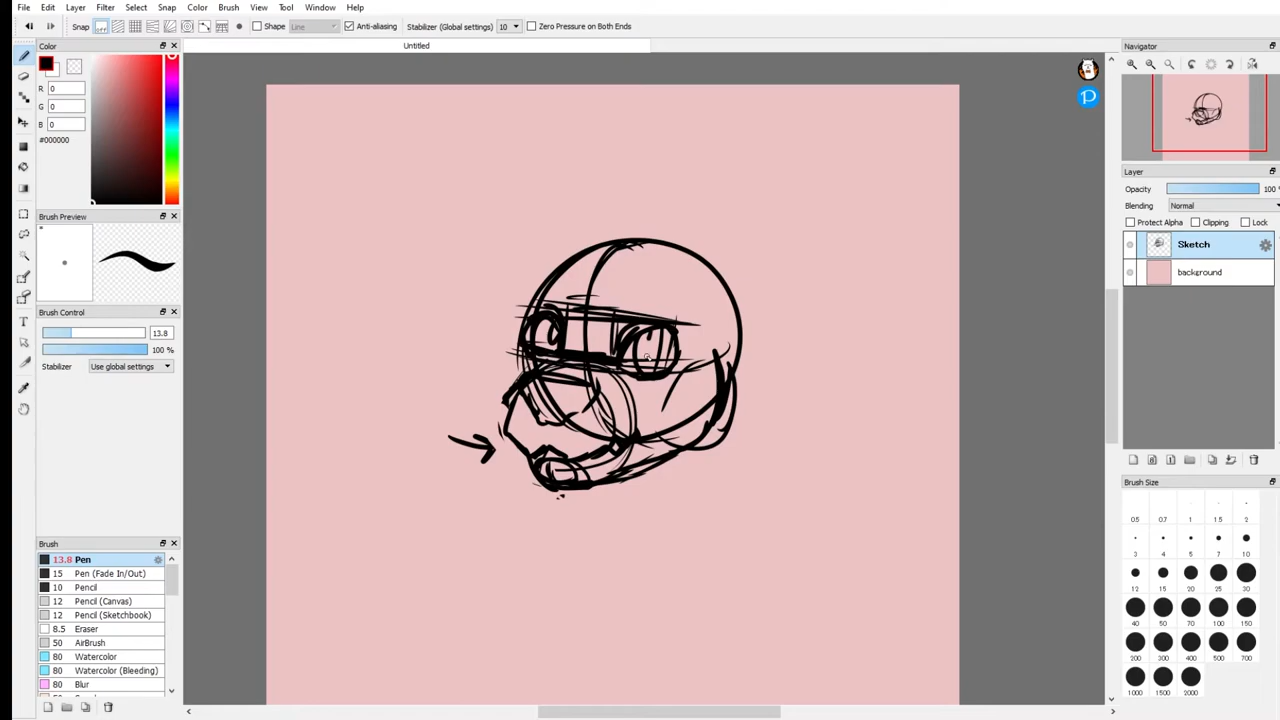 File Edit Layer Filter Select Snap Color Brush View Tool Window Help
Snap off Shape Line Anti-aliasing Stabilizer (Global settings) 10 Zero Pressure on Both Ends
Color
Untitled
Navigator
R 0
G 0
B 0
#000000
Layer
Opacity 100
Blending Normal
Protect Alpha Clipping Lock
Sketch
background
Brush Preview
Brush Control
13.8
100 %
Stabilizer Use global settings
Brush Size
0.5 0.7 1 1.5 2
3 4 5 7 10
12 15 20 25 30
40 50 70 100 150
200 300 400 500 700
1000 1500 2000
Brush
13.8 Pen
15 Pen (Fade In/Out)
10 Pencil
12 Pencil (Canvas)
12 Pencil (Sketchbook)
8.5 Eraser
50 AirBrush
80 Watercolor
80 Watercolor (Bleeding)
80 Blur